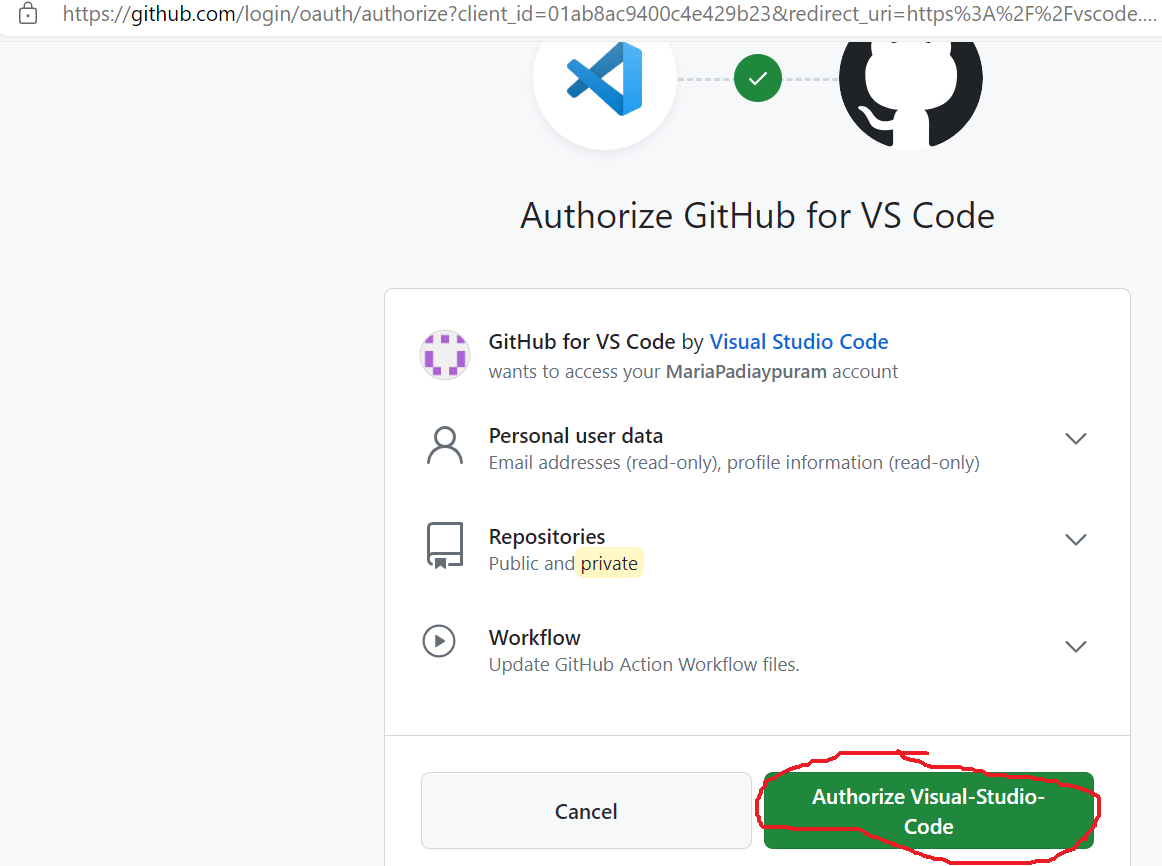 https://github.com/login/oauth/authorize?client_id=01ab8ac9400c4e429b23&redirect_uri=https%3A%2F%2Fvscode....
Authorize GitHub for VS Code
GitHub for VS Code by Visual Studio Code
wants to access your MariaPadiaypuram account
Personal user data
Email addresses (read-only), profile information (read-only)
Repositories
Public and private
Workflow
Update GitHub Action Workflow files.
Cancel
Authorize Visual-Studio-
Code